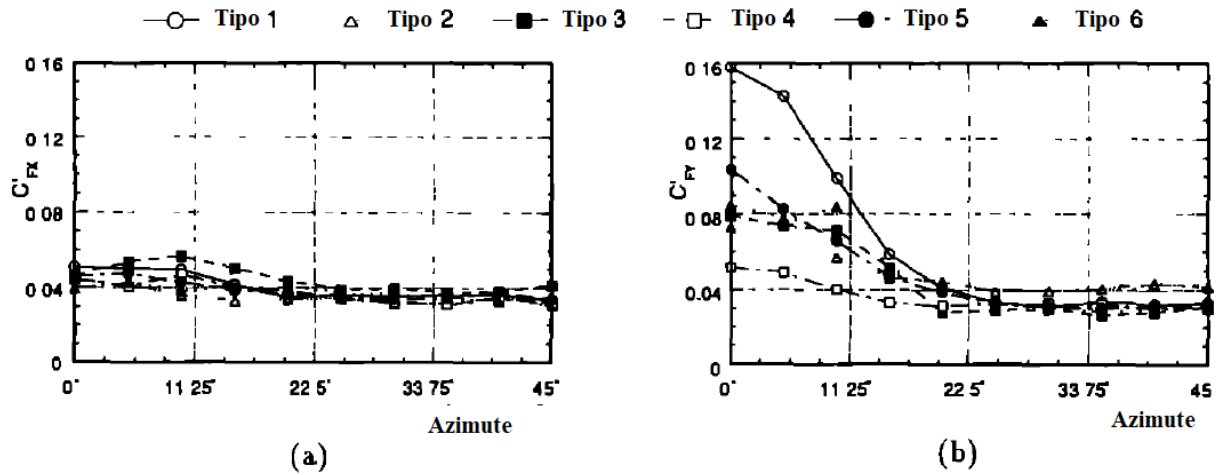 Tipo 1 Tipo 2 Tipo 3 Tipo 4 Tipo 5 Tipo 6
0 16
0 12
0 08
0 04
0
C'FX
0° 11 25° 22 5° 33 75° 45°
Azimute
(a)
0 16
0 12
0 08
0 04
0
C'FY
0° 11 25° 22 5° 33 75° 45
Azimute
(b)